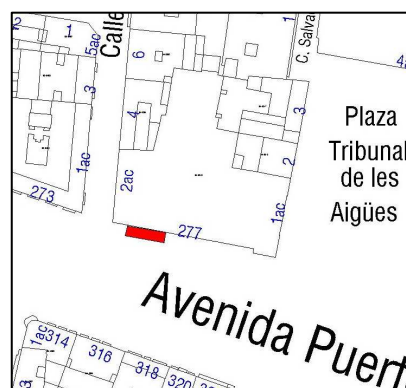 2
1
5ac
Calle
6
1
C. Salva
4
3
4
3
Plaza
Tribunal
de les
Aigües
1ac
2ac
2
273
277
1ac
Avenida Puert
1ac
314
316
318
320